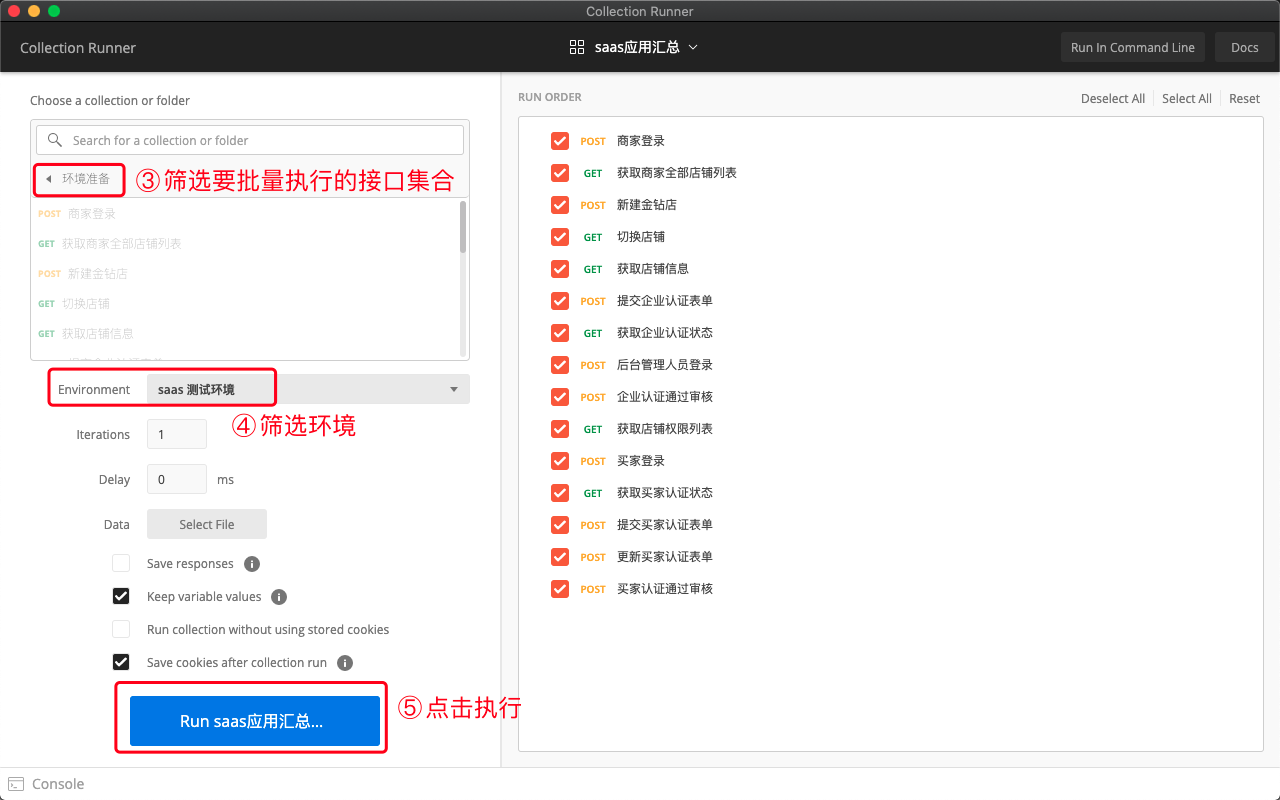 Collection Runner
Collection Runner
saas应用汇总
Run In Command Line
Docs
Choose a collection or folder
Search for a collection or folder
环境准备
③筛选要批量执行的接口集合
POST 商家登录
GET 获取商家全部店铺列表
POST 新建金钻店
GET 切换店铺
GET 获取店铺信息
Environment saas 测试环境
④筛选环境
Iterations 1
Delay 0 ms
Data Select File
Save responses
Keep variable values
Run collection without using stored cookies
Save cookies after collection run
Run saas应用汇总...
⑤点击执行
RUN ORDER
Deselect All Select All Reset
POST 商家登录
GET 获取商家全部店铺列表
POST 新建金钻店
GET 切换店铺
GET 获取店铺信息
POST 提交企业认证表单
GET 获取企业认证状态
POST 后台管理人员登录
POST 企业认证通过审核
GET 获取店铺权限列表
POST 买家登录
GET 获取买家认证状态
POST 提交买家认证表单
POST 更新买家认证表单
POST 买家认证通过审核
Console